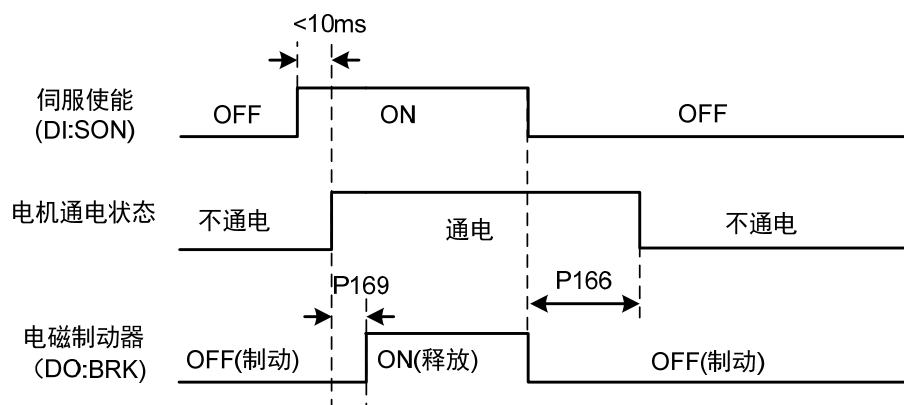 <10ms
伺服使能
(DI:SON)
OFF
ON
OFF
电机通电状态
不通电
通电
不通电
P169
P166
电磁制动器
（DO:BRK)
OFF(制动)
ON(释放)
OFF(制动)